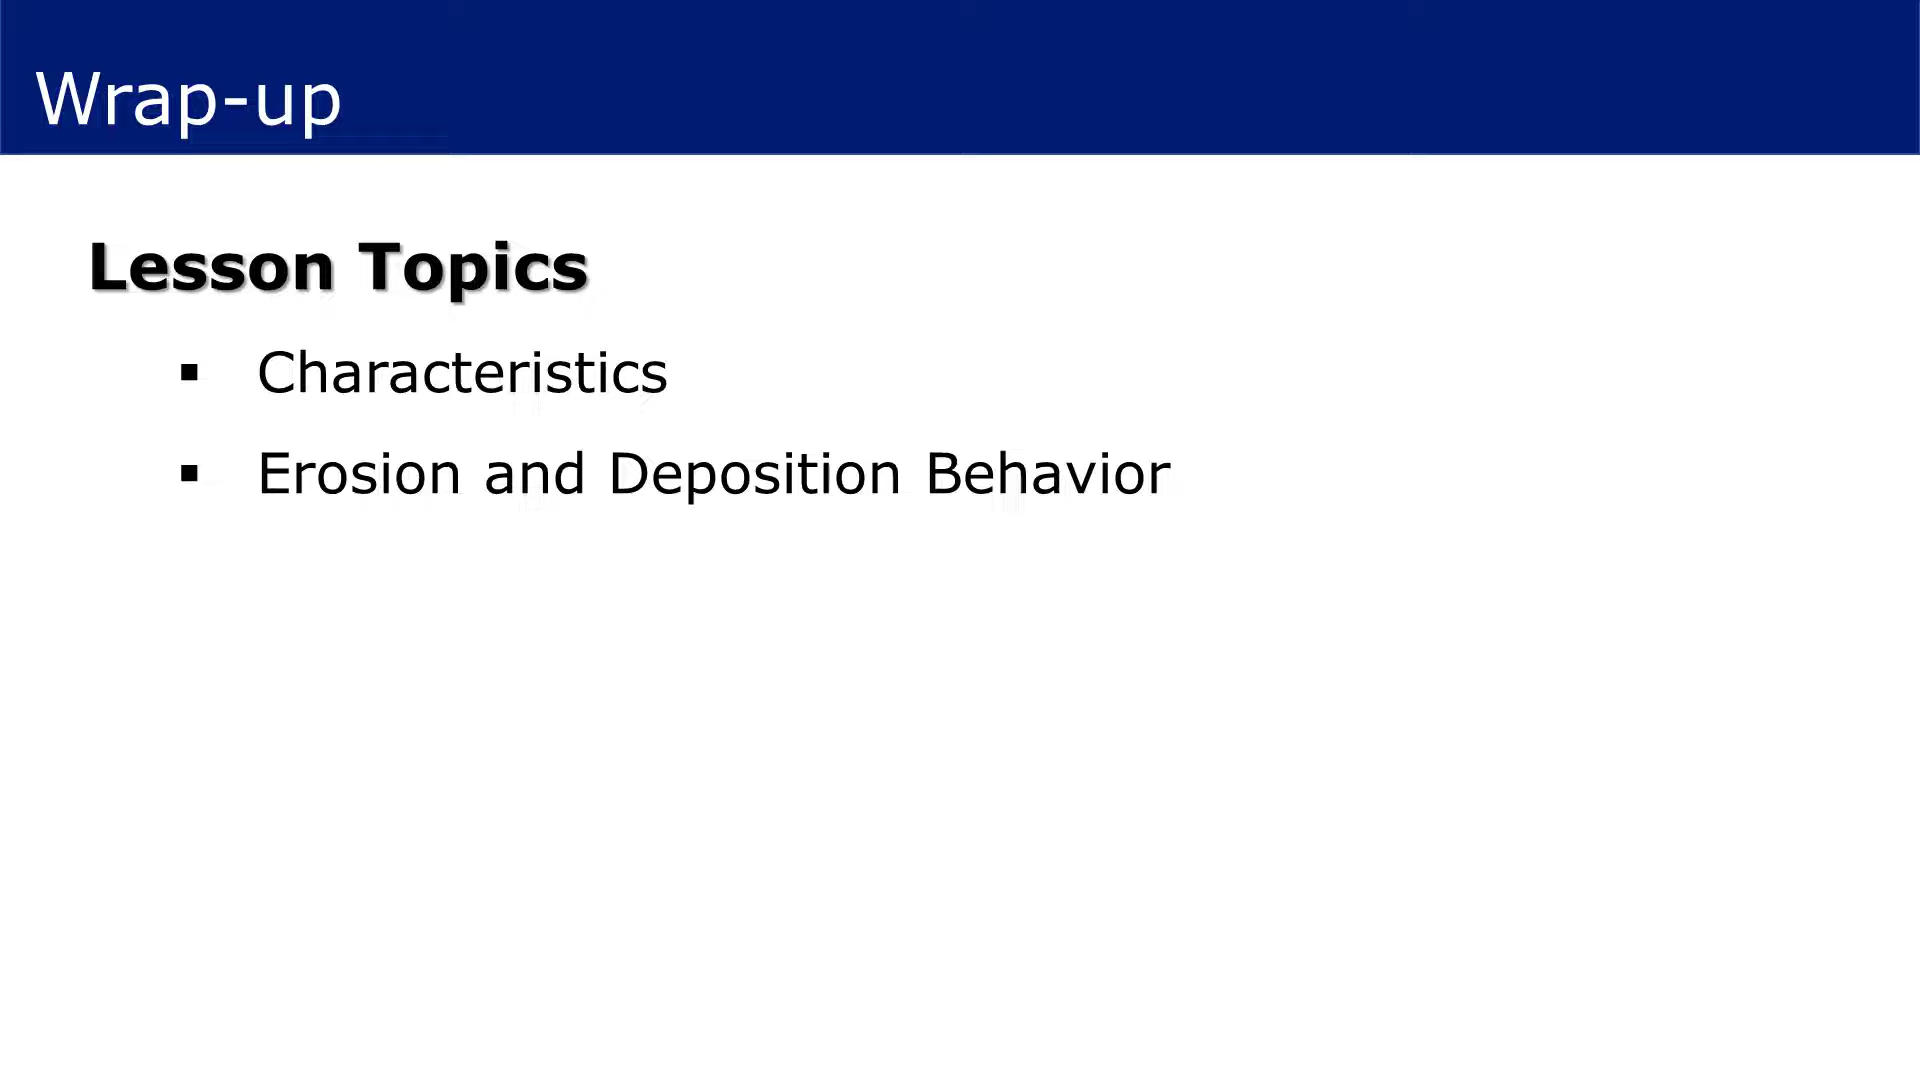 Wrap-up
Lesson Topics
▪ Characteristics
▪ Erosion and Deposition Behavior